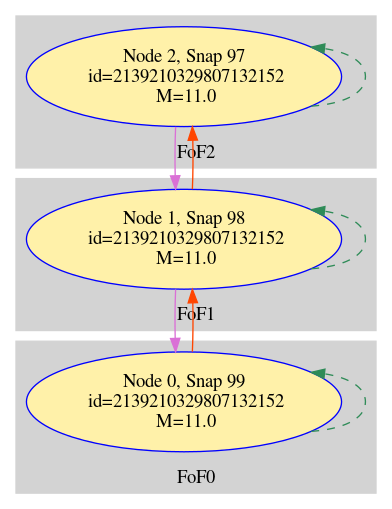 Node 2, Snap 97
id=2139210329807132152
M=11.0
FoF2
Node 1, Snap 98
id=2139210329807132152
M=11.0
FoF1
Node 0, Snap 99
id=2139210329807132152
M=11.0
FoF0